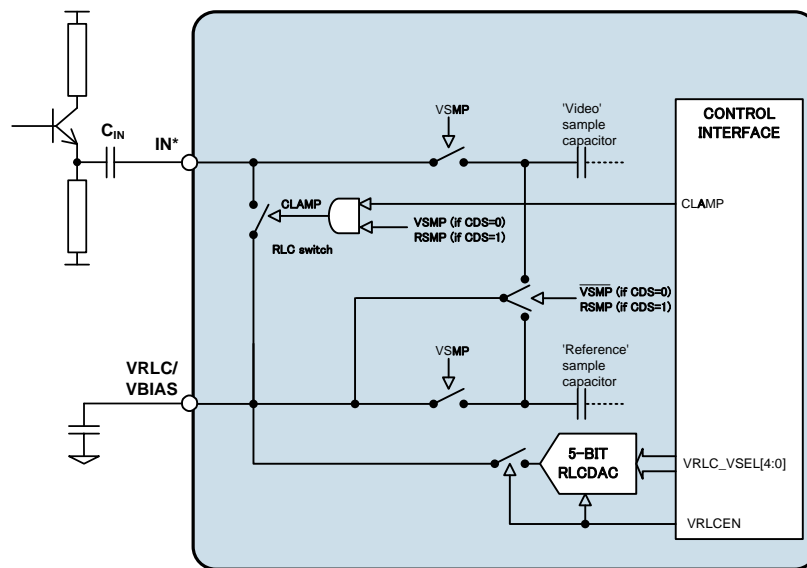 CIN
IN*
VSMP
'Video'
sample
capacitor
CONTROL
INTERFACE
CLAMP
CLAMP
VSMP (if CDS=0)
RSMP (if CDS=1)
RLC switch
VSMP (if CDS=0)
RSMP (if CDS=1)
VRLC/
VBIAS
VSMP
'Reference'
sample
capacitor
5-BIT
RLCDAC
VRLC_VSEL[4:0]
VRLCEN